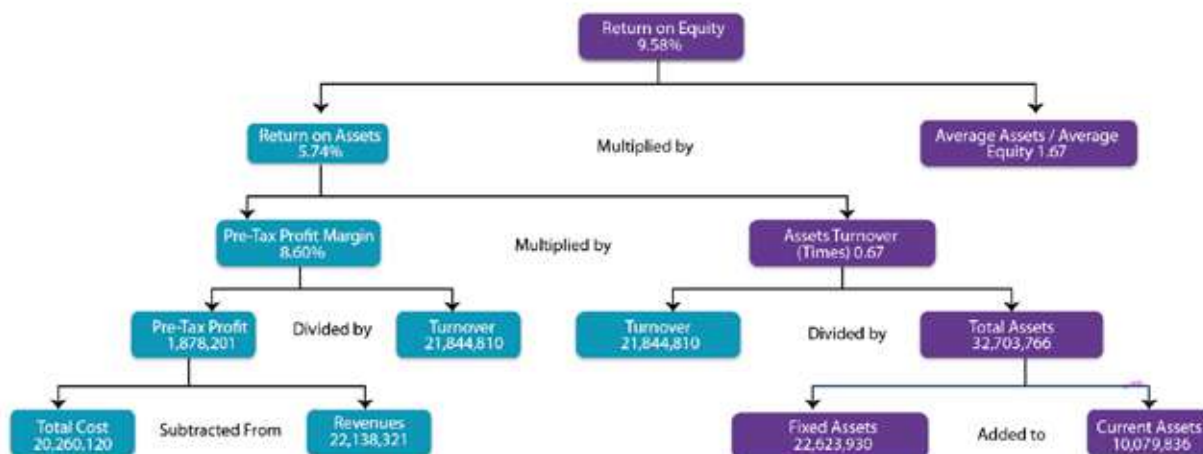 Return on Equity
9.58%
Return on Assets
5.74%
Multiplied by
Average Assets / Average
Equity 1.67
Pre-Tax Profit Margin
8.60%
Multiplied by
Assets Turnover
(Times) 0.67
Pre-Tax Profit
1,878,201
Divided by
Turnover
21,844,810
Turnover
21,844,810
Divided by
Total Assets
32,703,766
Total Cost
20,260,120
Subtracted From
Revenues
22,138,321
Fixed Assets
22,623,930
Added to
Current Assets
10,079,836